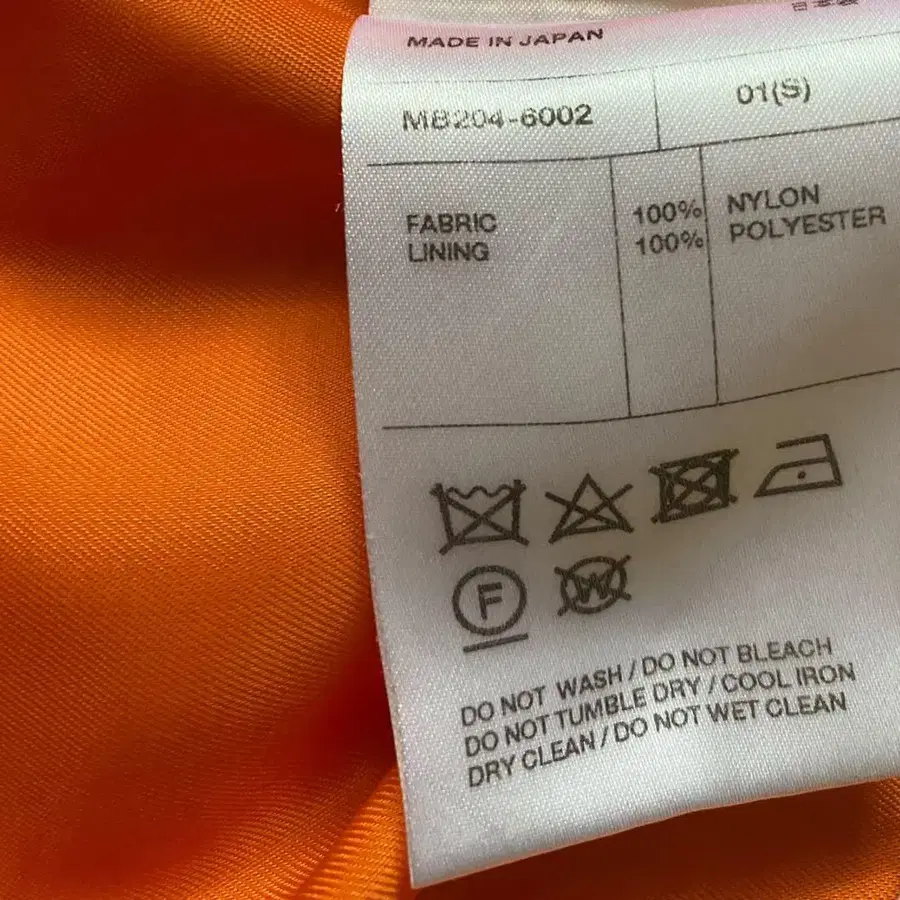 MADE IN JAPAN
MB204-6002 01(S)
FABRIC 100% NYLON
LINING 100% POLYESTER
F W
DO NOT WASH / DO NOT BLEACH
DO NOT TUMBLE DRY / COOL IRON
DRY CLEAN / DO NOT WET CLEAN